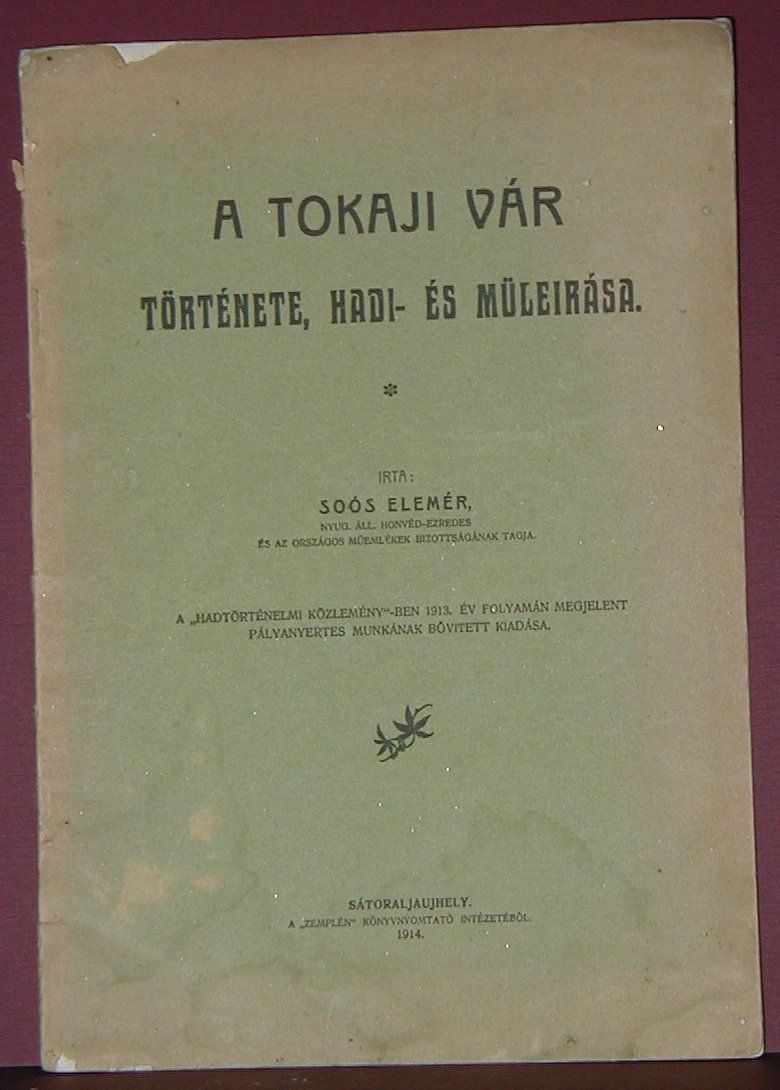 A TOKAJI VÁR
TÖRTÉNETE, HADI- ÉS MŰLEIRÁSA.
IRTA:
SOÓS ELEMÉR,
NYUG. ÁLL. HONVÉD-EZREDES
ÉS AZ ORSZÁGOS MŰEMLÉKEK BIZOTTSÁGÁNAK TAGJA.
A „HADTÖRTÉNELMI KÖZLEMÉNY“-BEN 1913. ÉV FOLYAMÁN MEGJELENT
PÁLYANYERTES MUNKÁNAK BŐVITETT KIADÁSA.
SÁTORALJAUJHELY.
A „ZEMPLÉN“ KÖNYVNYOMTATÓ INTÉZETÉBŐL.
1914.